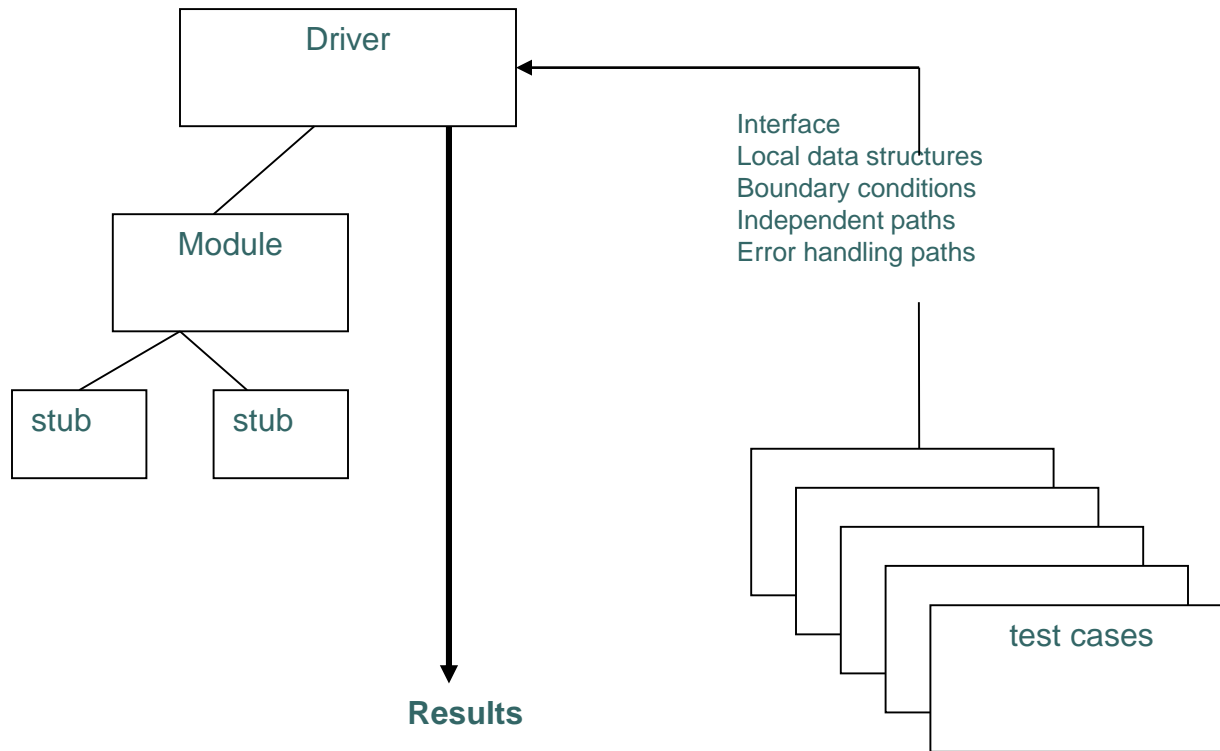 Driver
Interface
Local data structures
Boundary conditions
Independent paths
Error handling paths
Module
stub
stub
test cases
Results